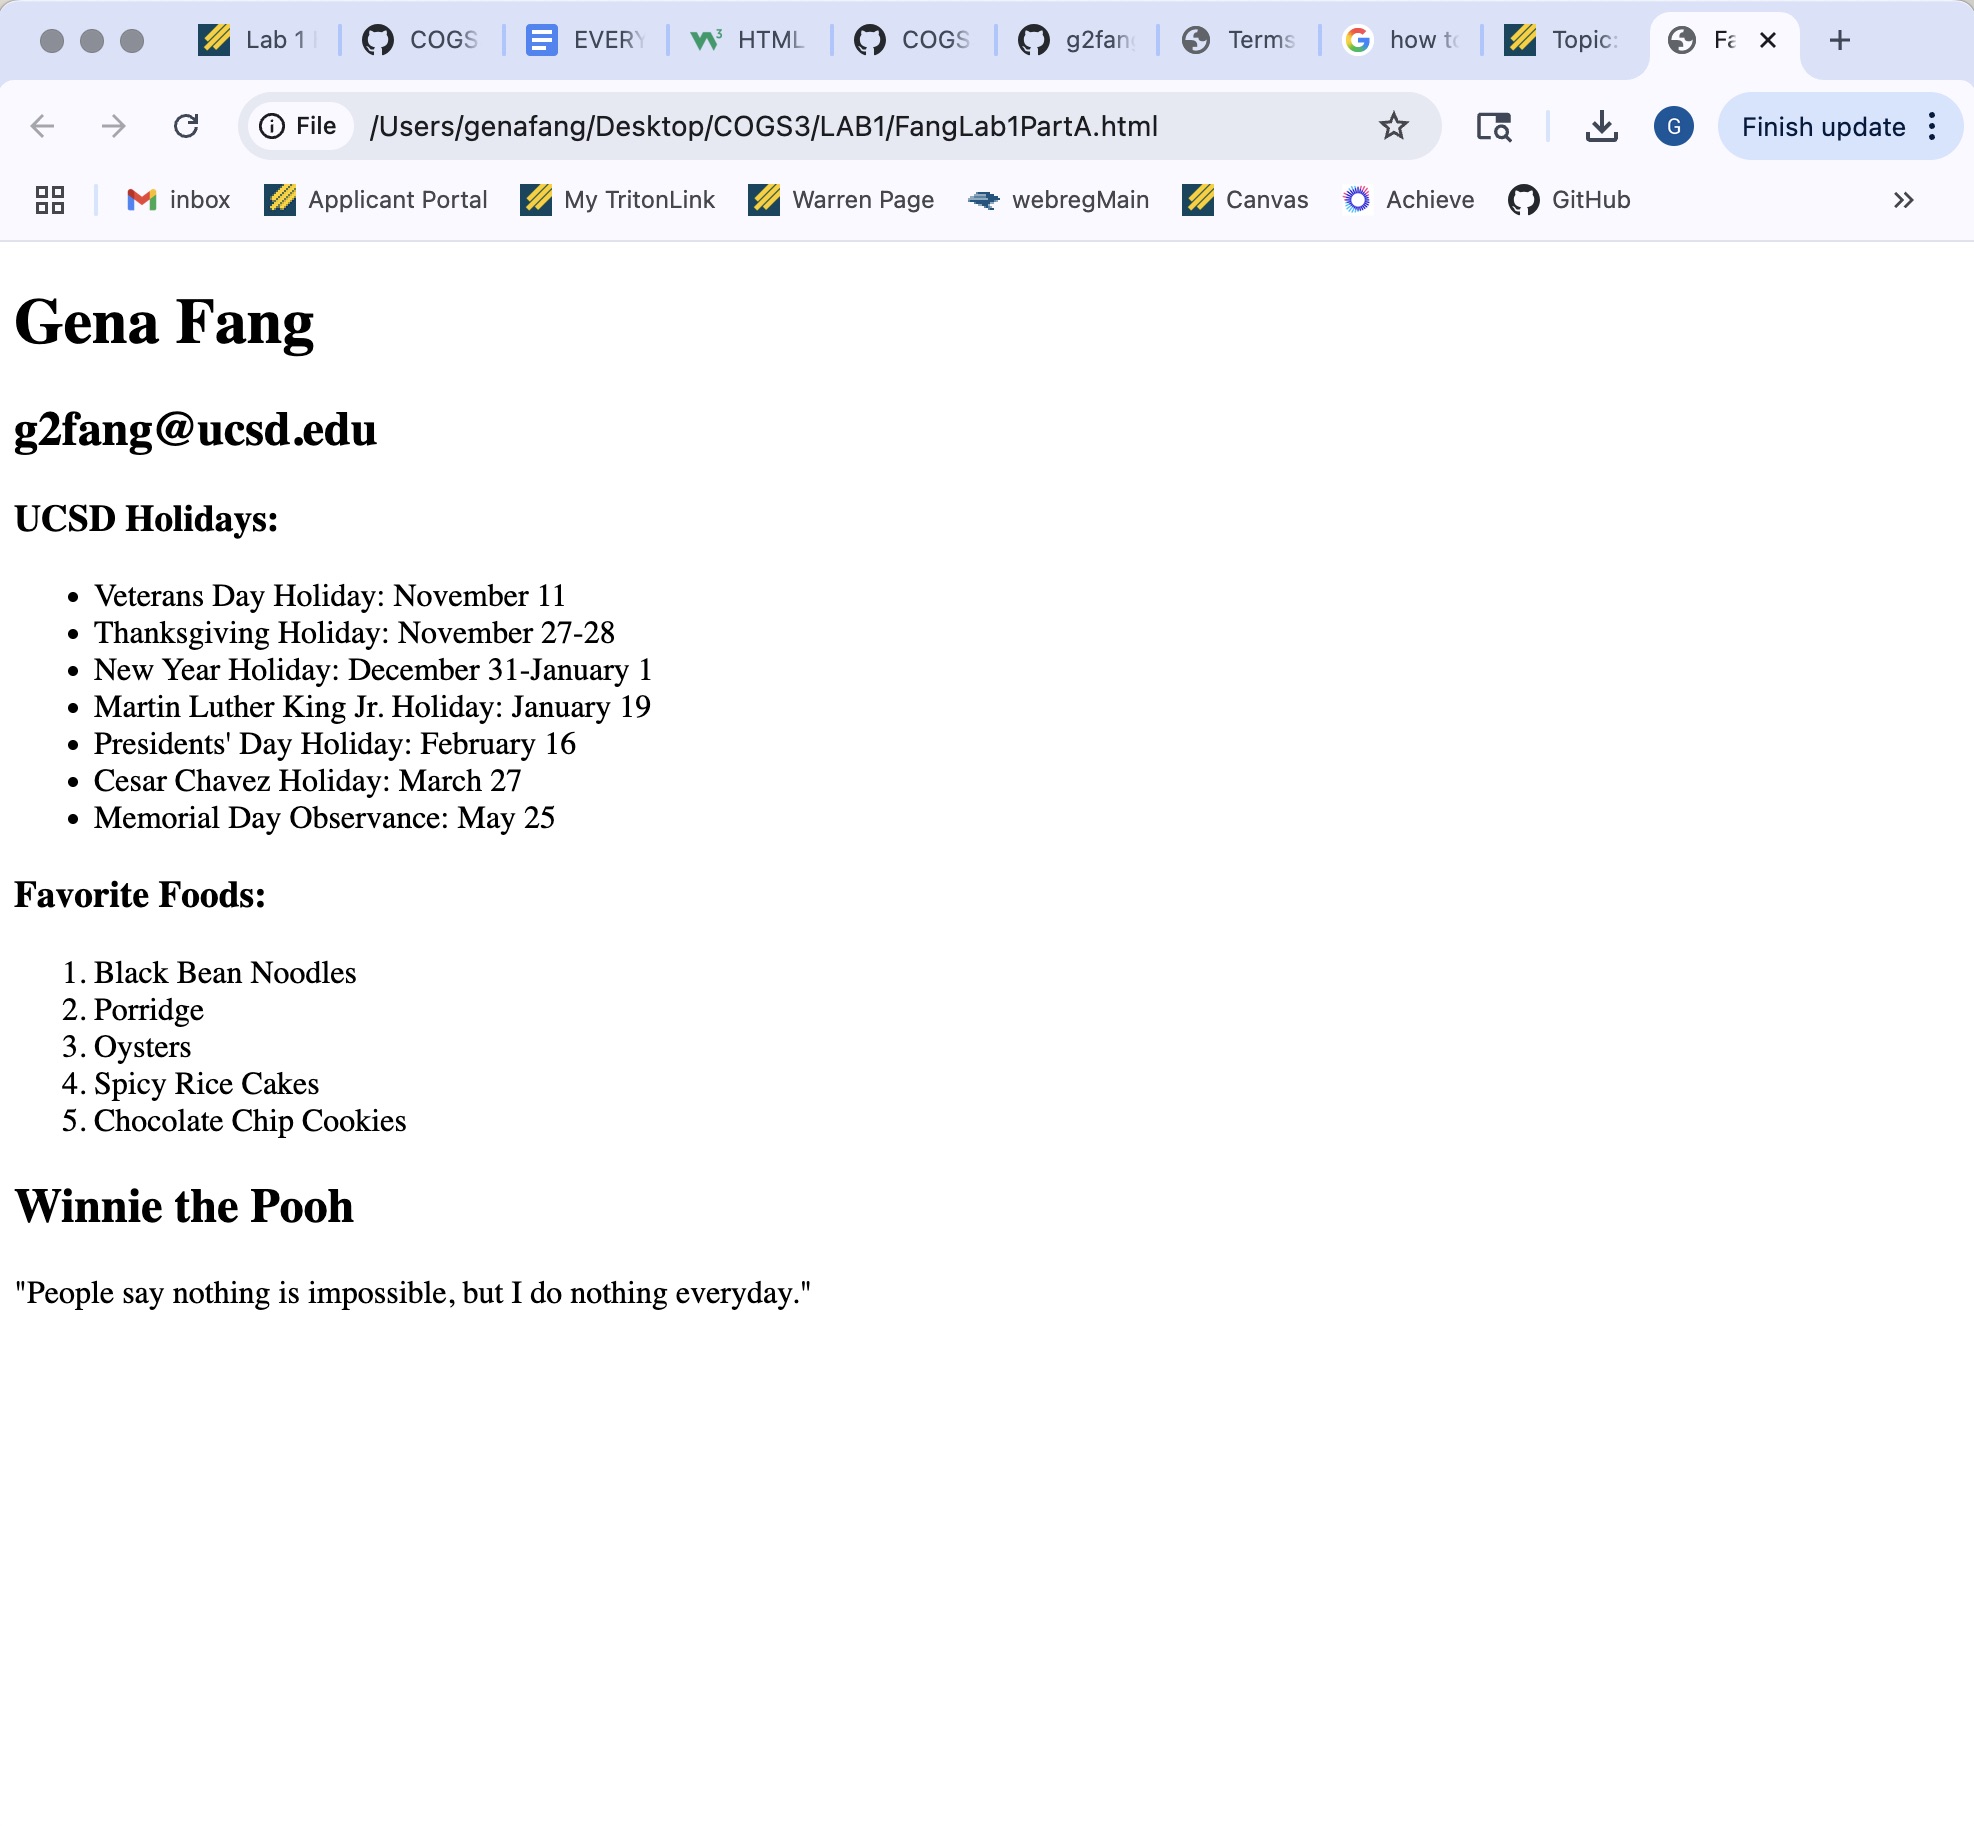 Lab 1
COGS
EVERY
HTML
COGS
g2fan
Terms
how to
Topic:
Fa
File
/Users/genafang/Desktop/COGS3/LAB1/FangLab1PartA.html
G
Finish update
inbox
Applicant Portal
My TritonLink
Warren Page
webregMain
Canvas
Achieve
GitHub
Gena Fang
g2fang@ucsd.edu
UCSD Holidays:
• Veterans Day Holiday: November 11
• Thanksgiving Holiday: November 27-28
• New Year Holiday: December 31-January 1
• Martin Luther King Jr. Holiday: January 19
• Presidents' Day Holiday: February 16
• Cesar Chavez Holiday: March 27
• Memorial Day Observance: May 25
Favorite Foods:
1. Black Bean Noodles
2. Porridge
3. Oysters
4. Spicy Rice Cakes
5. Chocolate Chip Cookies
Winnie the Pooh
"People say nothing is impossible, but I do nothing everyday."